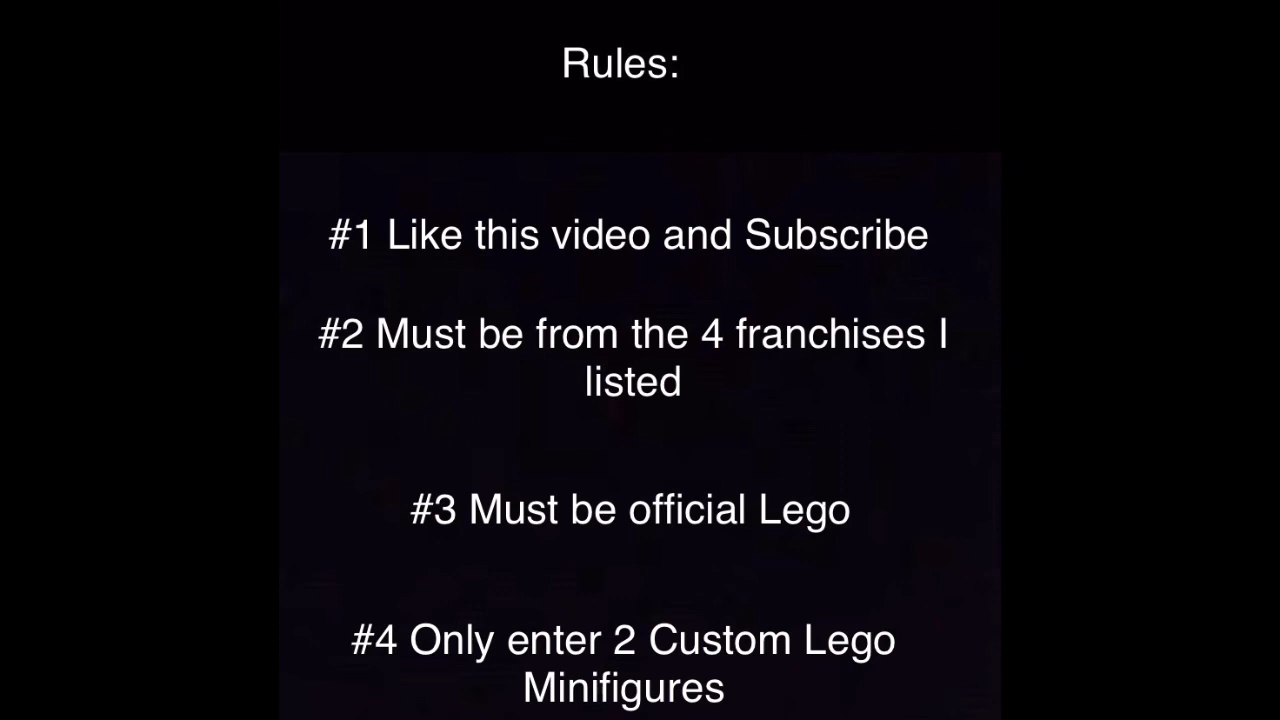 Rules:
#1 Like this video and Subscribe
#2 Must be from the 4 franchises I
listed
#3 Must be official Lego
#4 Only enter 2 Custom Lego
Minifigures